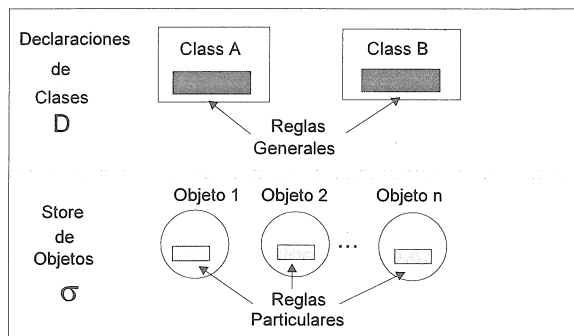 Declaraciones
de
Clases
D
Class A
Class B
Reglas
Generales
Store
de
Objetos
σ
Objeto 1
Objeto 2
...
Objeto n
Reglas
Particulares